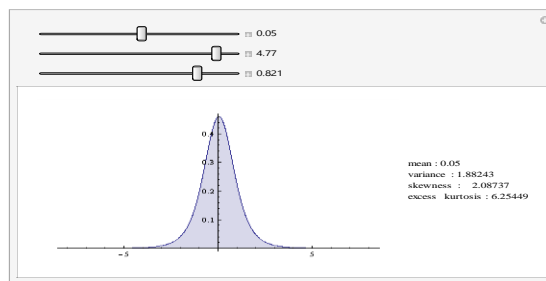 0.05
4.77
0.821
0.4
0.3
0.2
0.1
-5
5
mean : 0.05
variance : 1.88243
skewness : 2.08737
excess kurtosis : 6.25449